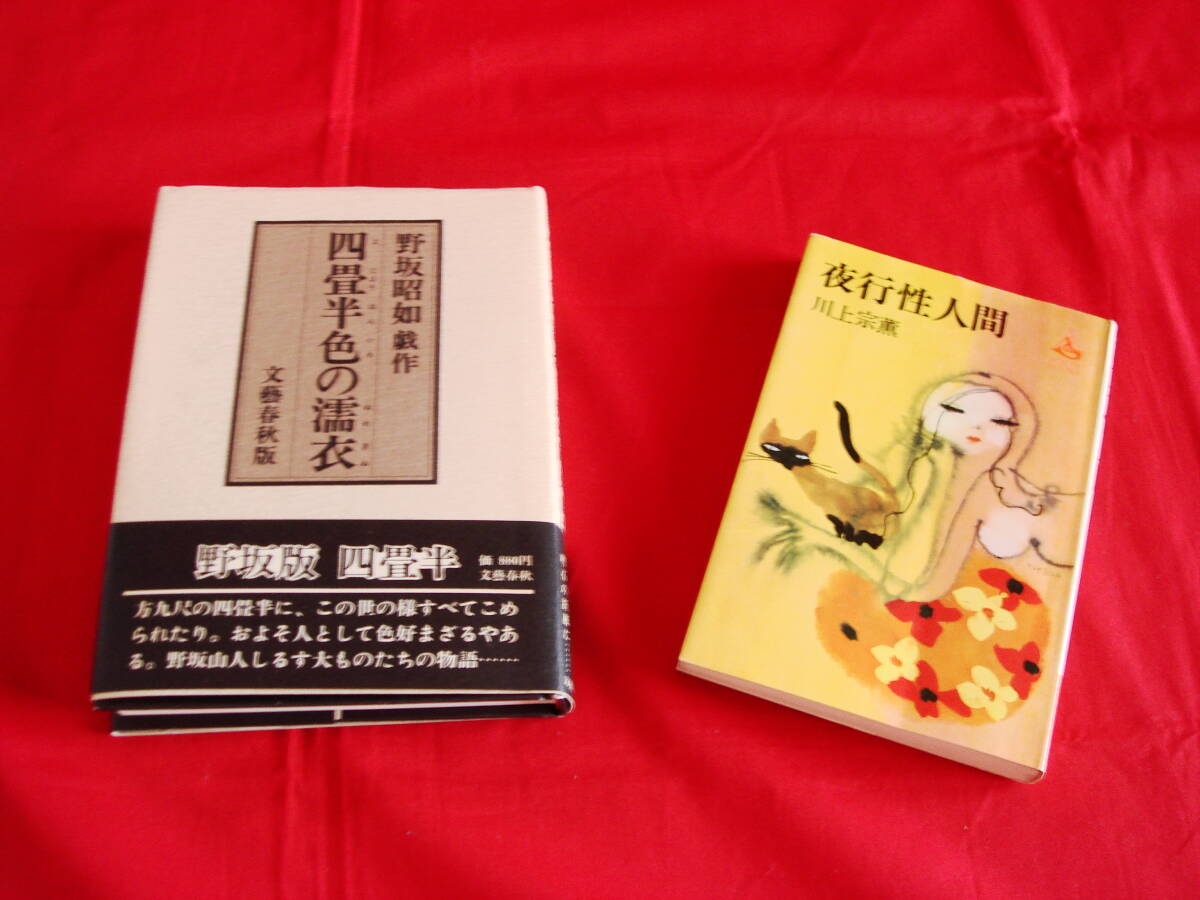 野坂昭如 戯作
四畳半色の濡衣
文藝春秋版
野坂版 四畳半
価 880円
文藝春秋
方九尺の四畳半に、この世の様すべてこめ
られたり。およそ人として色好まざるやあ
る。野坂山人しるす大ものたちの物語……
夜行性人間
川上宗薫